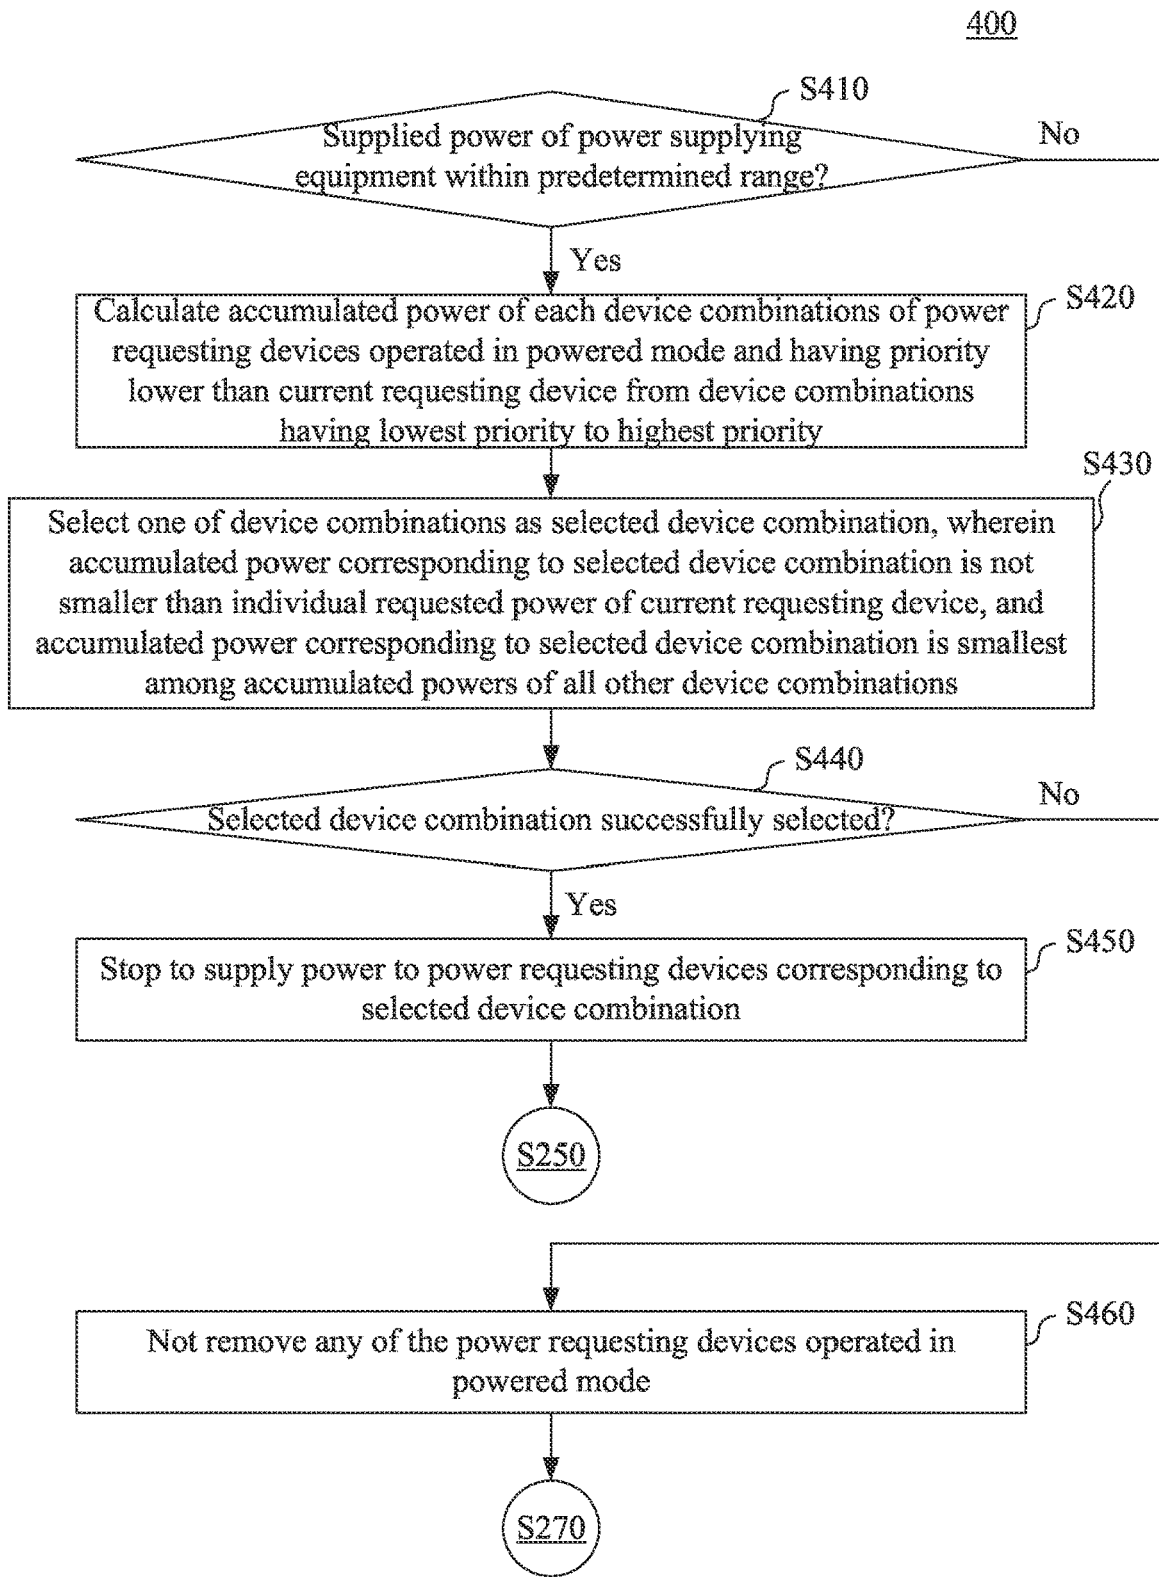 400
S410
Supplied power of power supplying
equipment within predetermined range?
No
Yes
S420
Calculate accumulated power of each device combinations of power
requesting devices operated in powered mode and having priority
lower than current requesting device from device combinations
having lowest priority to highest priority
S430
Select one of device combinations as selected device combination, wherein
accumulated power corresponding to selected device combination is not
smaller than individual requested power of current requesting device, and
accumulated power corresponding to selected device combination is smallest
among accumulated powers of all other device combinations
S440
Selected device combination successfully selected?
No
Yes
S450
Stop to supply power to power requesting devices corresponding to
selected device combination
S250
S460
Not remove any of the power requesting devices operated in
powered mode
S270